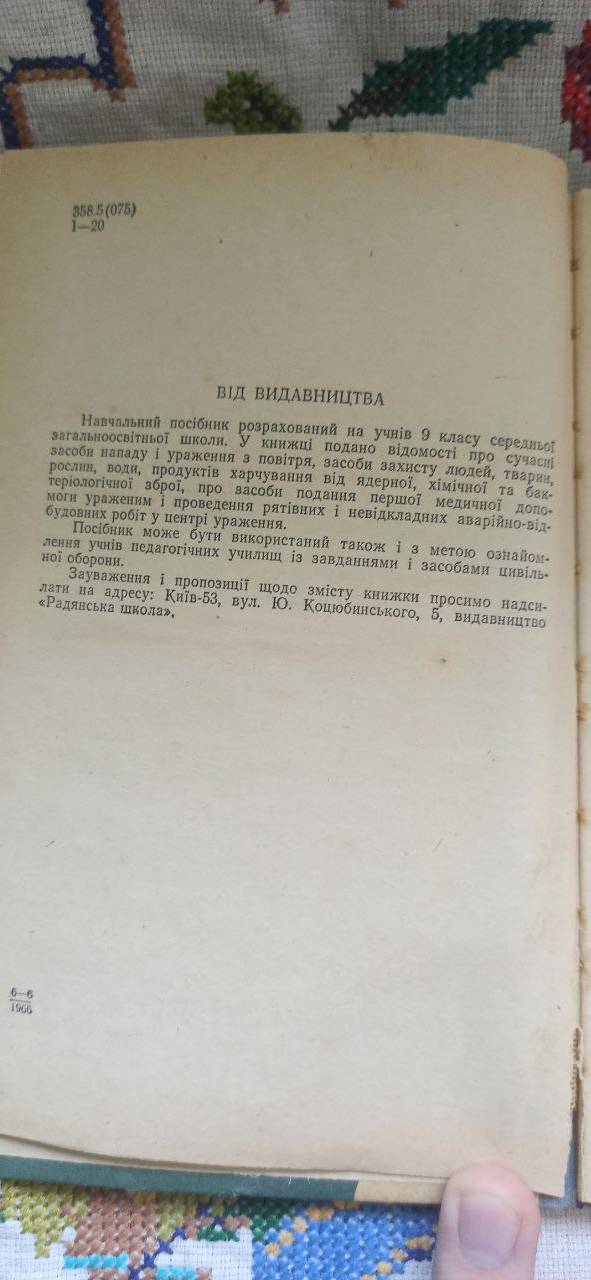 358.5(075)
1—20
ВІД ВИДАВНИЦТВА
Навчальний посібник розрахований на учнів 9 класу середньої
загальноосвітньої школи. У книжці подано відомості про сучасні
засоби нападу і ураження з повітря, засоби захисту людей, тварин,
рослин, води, продуктів харчування від ядерної, хімічної та бак-
теріологічної зброї, про засоби подання першої медичної допо-
моги ураженим і проведення рятівних і невідкладних аварійно-від-
будовних робіт у центрі ураження.
Посібник може бути використаний також і з метою ознайом-
лення учнів педагогічних училищ із завданнями і засобами цивіль-
ної оборони.
Зауваження і пропозиції щодо змісту книжки просимо надси-
лати на адресу: Київ-53, вул. Ю. Коцюбинського, 5, видавництво
«Радянська школа»,
6—6
1966